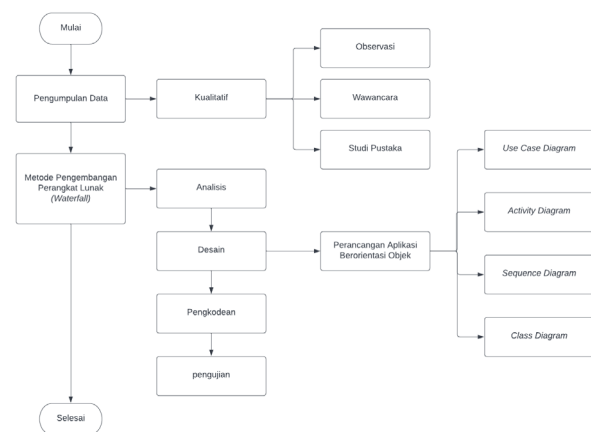 Mulai
Pengumpulan Data
Kualitatif
Observasi
Wawancara
Studi Pustaka
Metode Pengembangan
Perangkat Lunak
(Waterfall)
Analisis
Desain
Pengkodean
pengujian
Perancangan Aplikasi
Berorientasi Objek
Use Case Diagram
Activity Diagram
Sequence Diagram
Class Diagram
Selesai